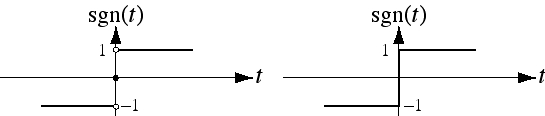 sgn(t) sgn(t)
1 1
t t
−1 −1